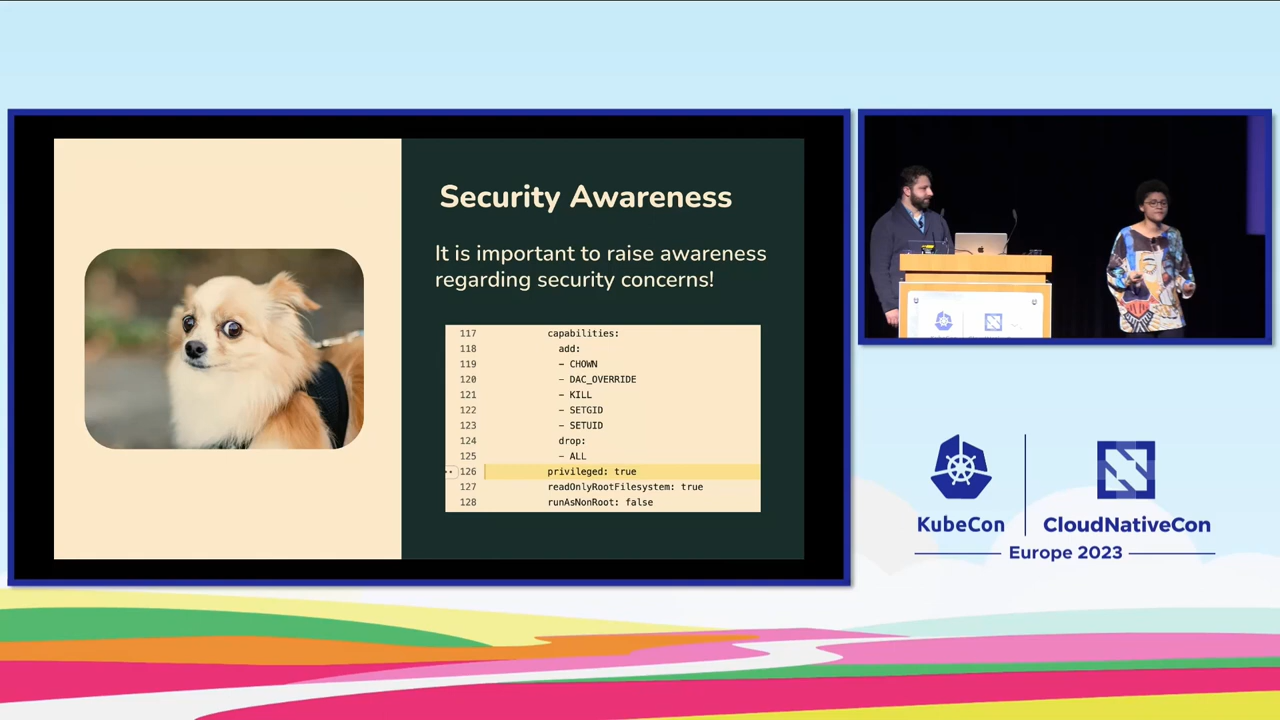 Security Awareness
It is important to raise awareness
regarding security concerns!
117 capabilities:
118 add:
119 - CHOWN
120 - DAC_OVERRIDE
121 - KILL
122 - SETGID
123 - SETUID
124 drop:
125 - ALL
126 privileged: true
127 readOnlyRootFilesystem: true
128 runAsNonRoot: false
KubeCon
CloudNativeCon
Europe 2023